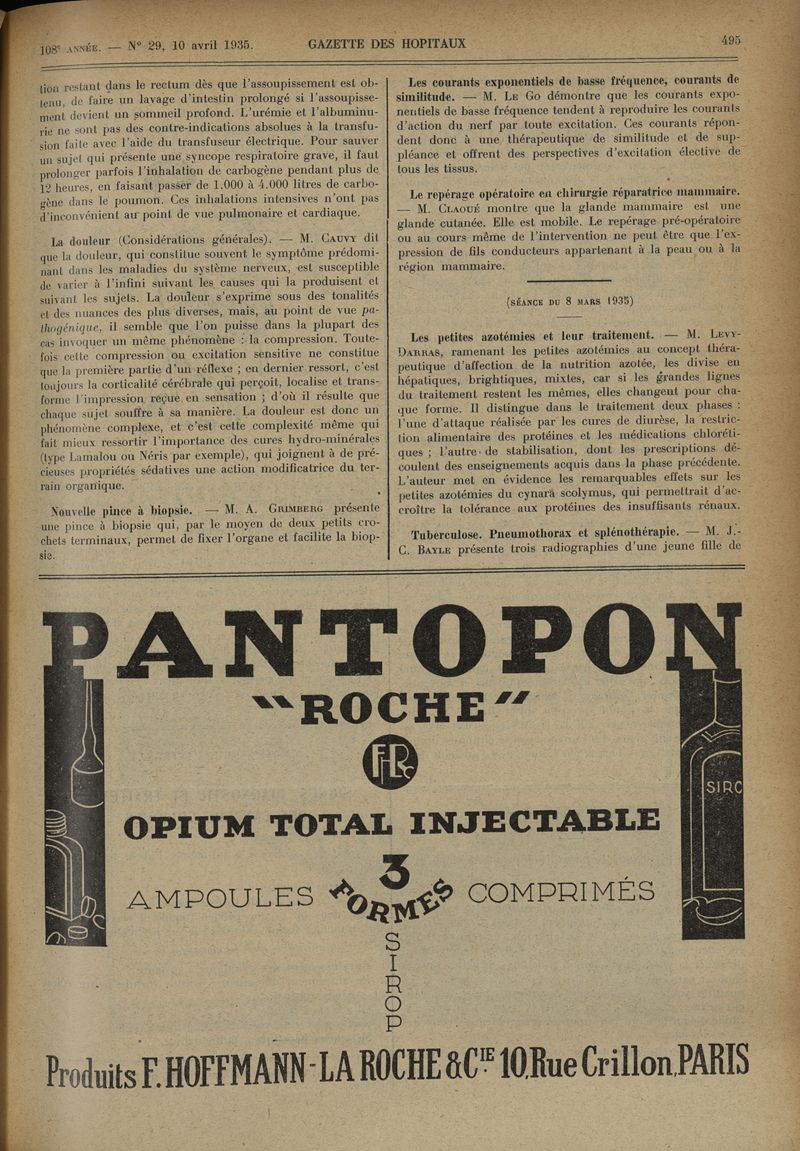 108e ANNÉE. — N° 29, 10 avril 1935.
GAZETTE DES HOPITAUX
495
tion restant dans le rectum dès que l'assoupissement est ob-
tenu, de faire un lavage d'intestin prolongé si l'assoupisse-
ment devient un sommeil profond. L'urémie et l'albuminu-
rie ne sont pas des contre-indications absolues à la transfu-
sion faite avec l'aide du transfuseur électrique. Pour sauver
un sujet qui présente une syncope respiratoire grave, il faut
prolonger parfois l'inhalation de carbogène pendant plus de
12 heures, en faisant passer de 1.000 à 4.000 litres de carbo-
gène dans le poumon. Ces inhalations intensives n'ont pas
d'inconvénient au point de vue pulmonaire et cardiaque.
La douleur (Considérations générales). — M. CAUVY dit
que la douleur, qui constitue souvent le symptôme prédomi-
nant dans les maladies du système nerveux, est susceptible
de varier à l'infini suivant les causes qui la produisent et
suivant les sujets. La douleur s'exprime sous des tonalités
et des nuances des plus diverses, mais, au point de vue pa-
thogénique, il semble que l'on puisse dans la plupart des
cas invoquer un même phénomène : la compression. Toute-
fois cette compression ou excitation sensitive ne constitue
que la première partie d'un réflexe ; en dernier ressort, c'est
toujours la corticalité cérébrale qui perçoit, localise et trans-
forme l'impression reçue en sensation ; d'où il résulte que
chaque sujet souffre à sa manière. La douleur est donc un
phénomène complexe, et c'est cette complexité même qui
fait mieux ressortir l'importance des cures hydro-minérales
(type Lamalou ou Néris par exemple), qui joignent à de pré-
cieuses propriétés sédatives une action modificatrice du ter-
rain organique.
Nouvelle pince à biopsie. — M. A. GRIMBERG présente
une pince à biopsie qui, par le moyen de deux petits cro-
chets terminaux, permet de fixer l'organe et facilite la biop-
sie.
Les courants exponentiels de basse fréquence, courants de
similitude. — M. LE GO démontre que les courants expo-
nentiels de basse fréquence tendent à reproduire les courants
d'action du nerf par toute excitation. Ces courants répon-
dent donc à une thérapeutique de similitude et de sup-
pléance et offrent des perspectives d'excitation élective de
tous les tissus.
Le repérage opératoire en chirurgie réparatrice mammaire.
— M. CLAOUÉ montre que la glande mammaire est une
glande cutanée. Elle est mobile. Le repérage pré-opératoire
ou au cours même de l'intervention ne peut être que l'ex-
pression de fils conducteurs appartenant à la peau ou à la
région mammaire.
(SÉANCE DU 8 MARS 1935)
Les petites azotémies et leur traitement. — M. LEVY-
DARRAS, ramenant les petites azotémies au concept théra-
peutique d'affection de la nutrition azotée, les divise en
hépatiques, brightiques, mixtes, car si les grandes lignes
du traitement restent les mêmes, elles changent pour cha-
que forme. Il distingue dans le traitement deux phases :
l'une d'attaque réalisée par les cures de diurèse, la restric-
tion alimentaire des protéines et les médications chloréti-
ques ; l'autre de stabilisation, dont les prescriptions dé-
coulent des enseignements acquis dans la phase précédente.
L'auteur met en évidence les remarquables effets sur les
petites azotémies du cynara scolymus, qui permettrait d'ac-
croître la tolérance aux protéines des insuffisants rénaux.
Tuberculose. Pneumothorax et splénothérapie. — M. J.-
C. BAYLE présente trois radiographies d'une jeune fille de
PANTOPON
"ROCHE"
HLRC
SIRO
OPIUM TOTAL INJECTABLE
AMPOULES 3 FORMES COMPRIMÉS
SIROP
Produits F. HOFFMANN-LA ROCHE & CIE 10, Rue Crillon, PARIS